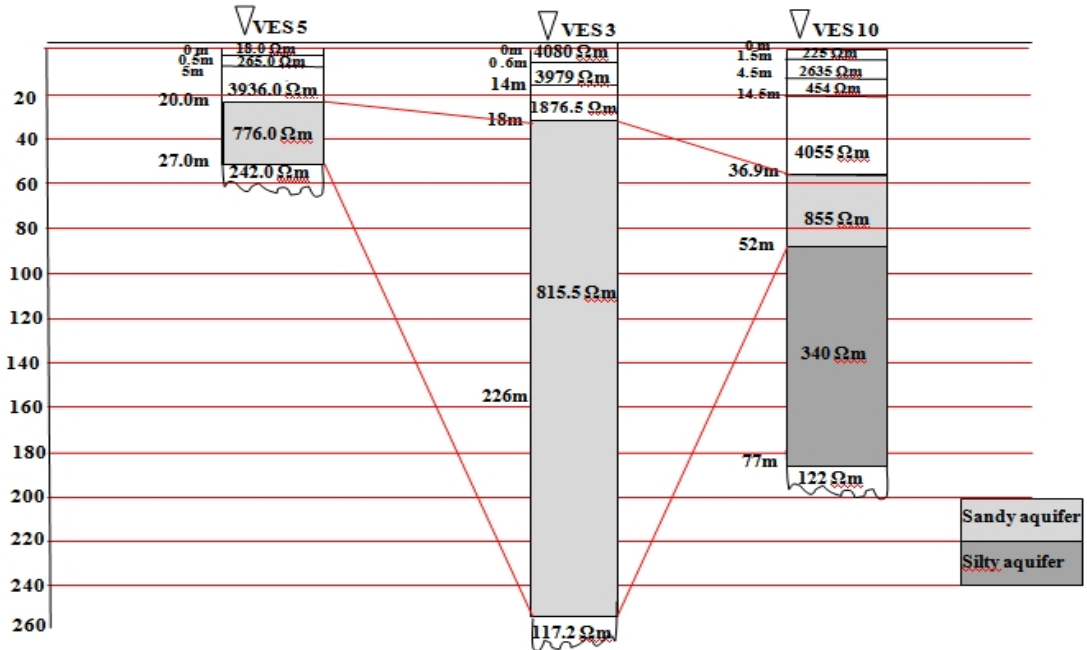 VES 5
VES 3
VES 10
0 m
18.0 Ωm
0.5m
265.0 Ωm
5m
3936.0 Ωm
20.0m
776.0 Ωm
27.0m
242.0 Ωm
0m
4080 Ωm
0.6m
3979 Ωm
14m
1876.5 Ωm
18m
815.5 Ωm
226m
117.2 Ωm
0 m
225 Ωm
1.5m
2635 Ωm
4.5m
454 Ωm
14.5m
4055 Ωm
36.9m
855 Ωm
52m
340 Ωm
77m
122 Ωm
20
40
60
80
100
120
140
160
180
200
220
240
260
Sandy aquifer
Silty aquifer